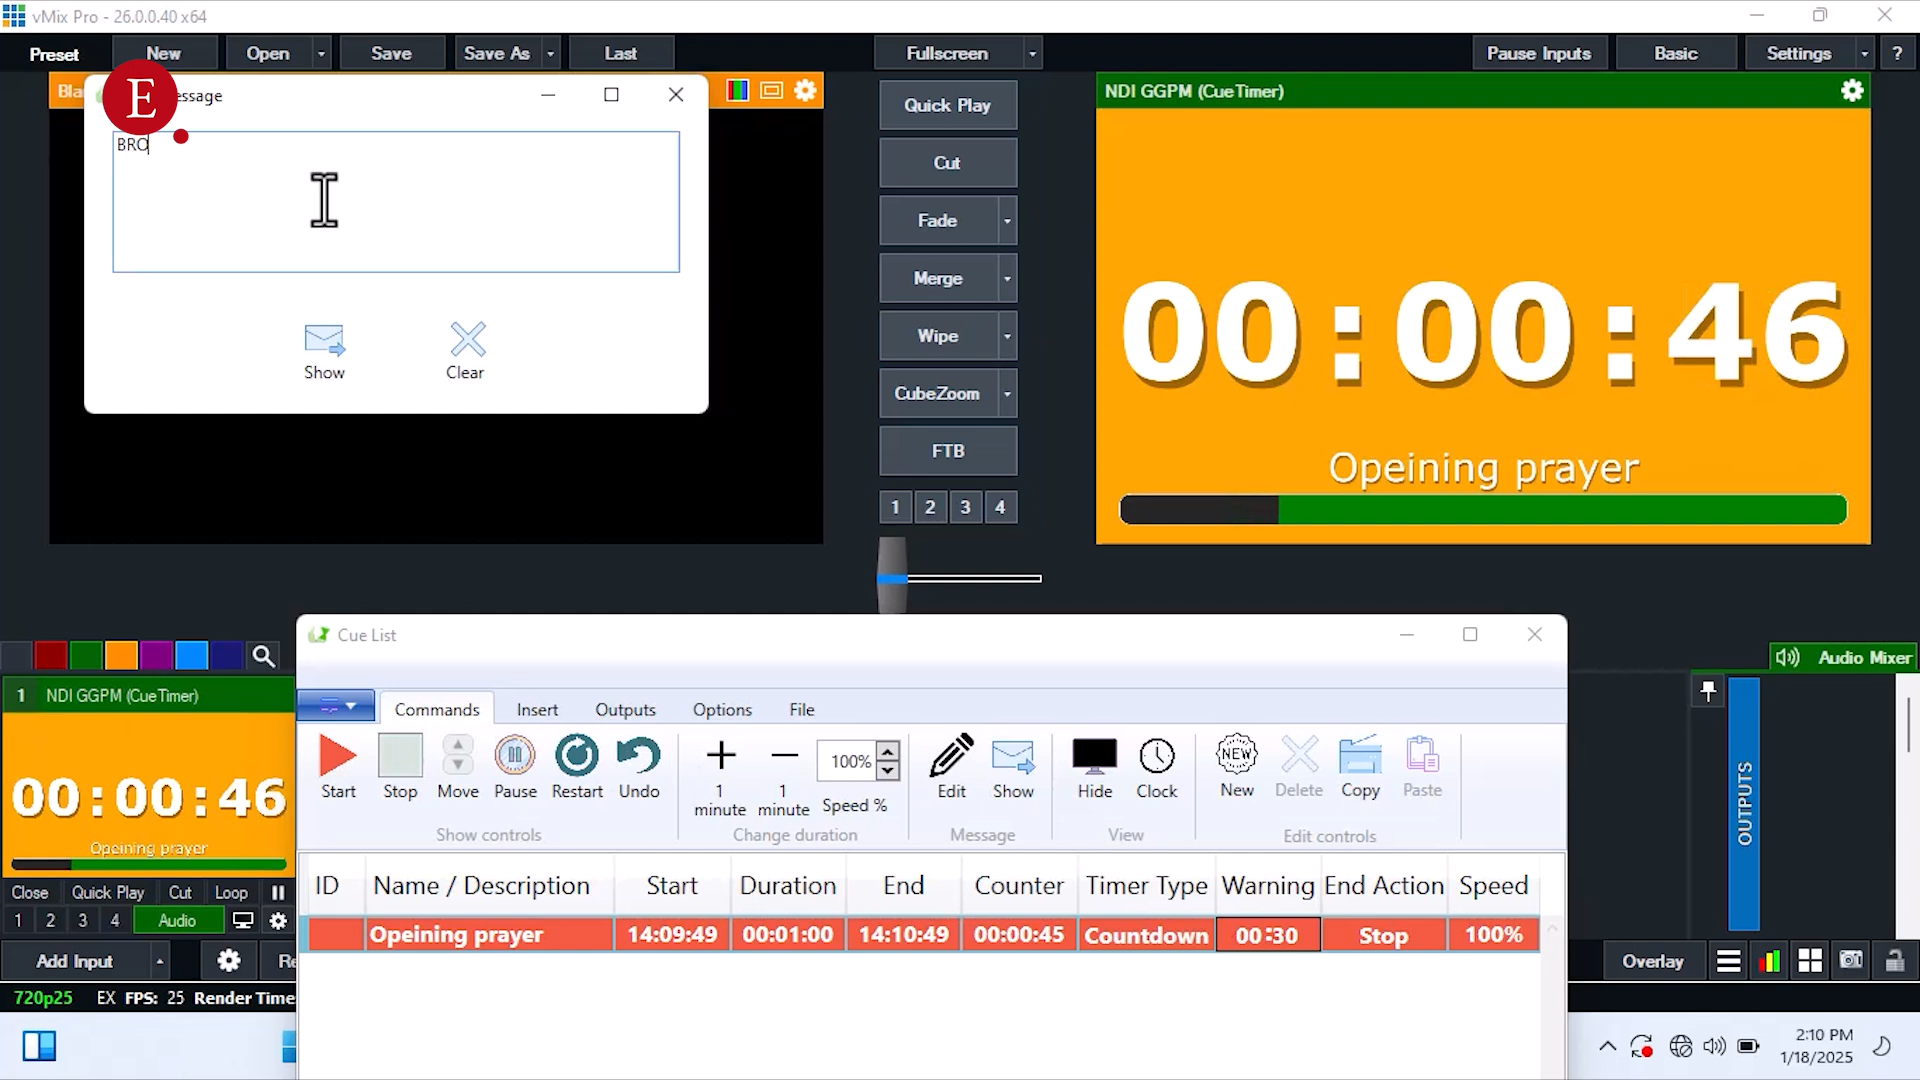 vMix Pro - 26.0.0.40 x64
Preset New Open Save Save As Last Fullscreen Pause Inputs Basic Settings ?
E
essage
BRO
Show Clear
Quick Play
Cut
Fade
Merge
Wipe
CubeZoom
FTB
1 2 3 4
NDI GGPM (CueTimer)
00:00:46
Opeining prayer
Audio Mixer
1 NDI GGPM (CueTimer)
00:00:46
Opeining prayer
Close Quick Play Cut Loop
1 2 3 4 Audio
Add Input
720p25 EX FPS: 25 Render Time:
Cue List
Commands Insert Outputs Options File
Start Stop Move Pause Restart Undo
Show controls
1 minute 1 minute 100% Speed %
Change duration
Edit Show
Message
Hide Clock
View
NEW
New Delete Copy Paste
Edit controls
ID Name / Description Start Duration End Counter Timer Type Warning End Action Speed
Opeining prayer 14:09:49 00:01:00 14:10:49 00:00:45 Countdown 00:30 Stop 100%
OUTPUTS
Overlay
2:10 PM
1/18/2025